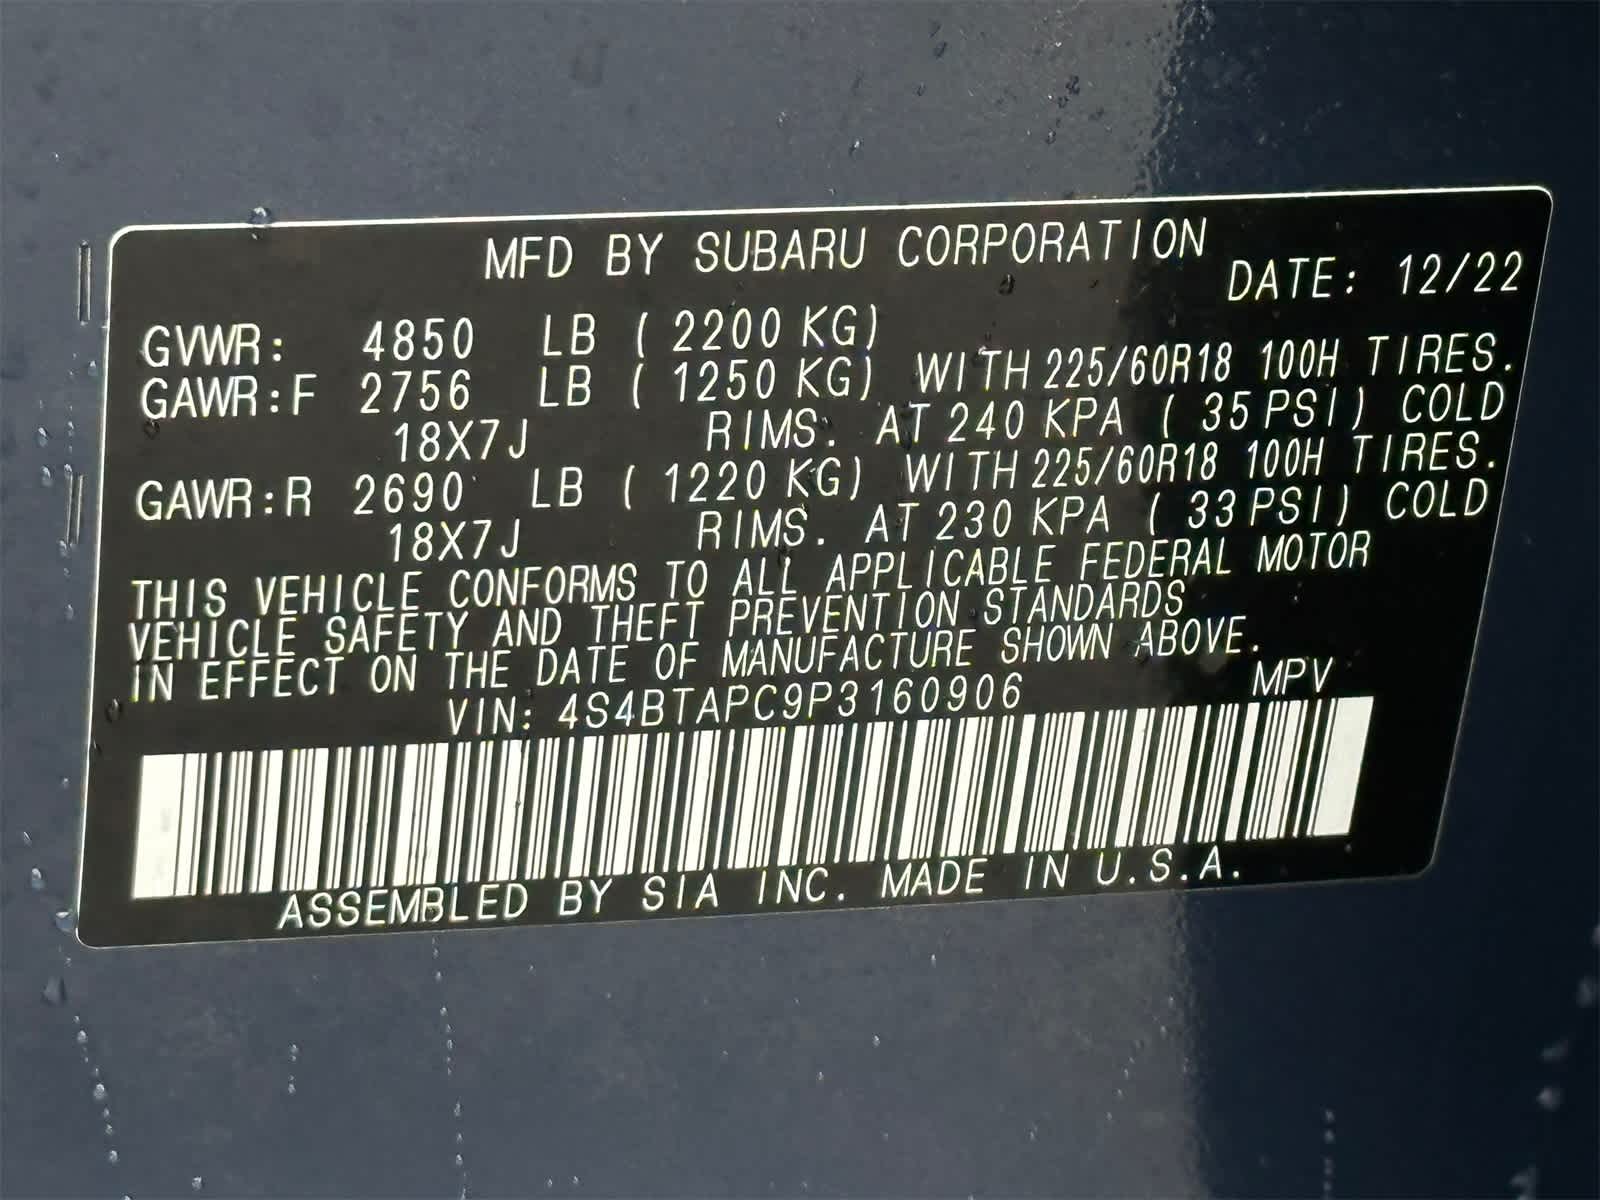 MFD BY SUBARU CORPORATION
DATE: 12/22
GVWR: 4850 LB ( 2200 KG)
GAWR:F 2756 LB ( 1250 KG) WITH 225/60R18 100H TIRES.
18X7J RIMS. AT 240 KPA ( 35 PSI) COLD
GAWR:R 2690 LB ( 1220 KG) WITH 225/60R18 100H TIRES.
18X7J RIMS. AT 230 KPA ( 33 PSI) COLD
THIS VEHICLE CONFORMS TO ALL APPLICABLE FEDERAL MOTOR
VEHICLE SAFETY AND THEFT PREVENTION STANDARDS
IN EFFECT ON THE DATE OF MANUFACTURE SHOWN ABOVE.
VIN: 4S4BTAPC9P3160906 MPV
ASSEMBLED BY SIA INC. MADE IN U.S.A.